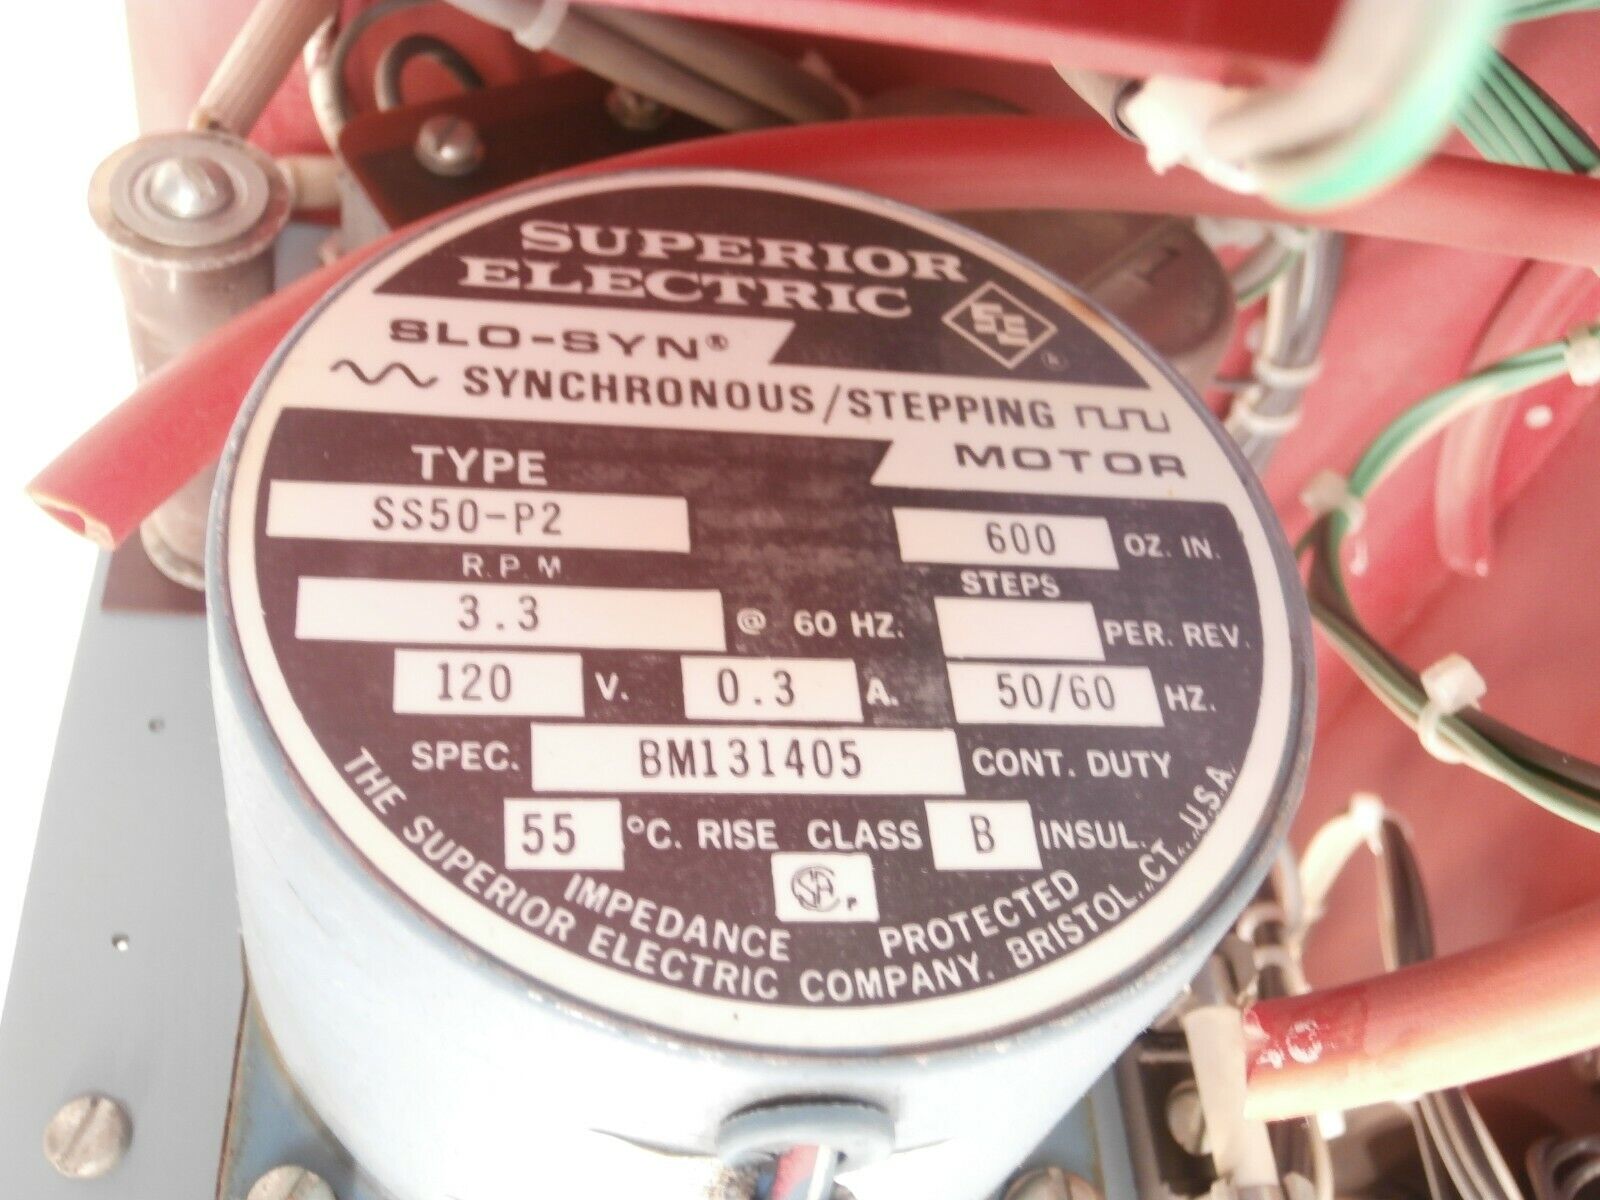 SUPERIOR
ELECTRIC
SE
®
SLO-SYN®
SYNCHRONOUS/STEPPING
MOTOR
TYPE
SS50-P2
600 OZ. IN.
R.P.M
STEPS
3.3 @ 60 HZ.
PER. REV.
120 V. 0.3 A. 50/60 HZ.
SPEC. BM131405 CONT. DUTY
55 °C. RISE CLASS B INSUL.
SA P
IMPEDANCE PROTECTED
THE SUPERIOR ELECTRIC COMPANY, BRISTOL, CT., U.S.A.